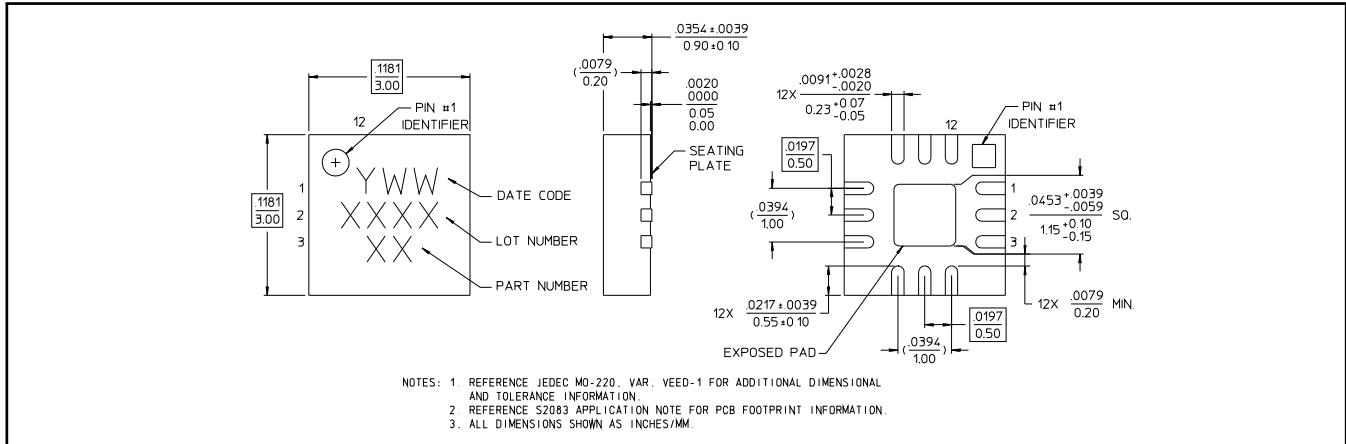 .1181
3.00
PIN #1
IDENTIFIER
12
.1181
3.00
1
2
3
YWW
XXXX
XX
DATE CODE
LOT NUMBER
PART NUMBER
.0354 ±.0039
0.90±0.10
(.0079
0.20)
.0020
.0000
0.05
0.00
SEATING
PLATE
12X .0091 +.0028 -.0020
0.23 +0.07 -0.05
12
PIN #1
IDENTIFIER
.0197
0.50
(.0394
1.00)
1
2
3
.0453 +.0039 -.0059 SQ.
1.15 +0.10 -0.15
12X .0217 ±.0039
0.55±0.10
12X .0079 MIN.
0.20
.0197
0.50
(.0394
1.00)
EXPOSED PAD
NOTES: 1. REFERENCE JEDEC MO-220, VAR. VEED-1 FOR ADDITIONAL DIMENSIONAL
AND TOLERANCE INFORMATION.
2. REFERENCE S2083 APPLICATION NOTE FOR PCB FOOTPRINT INFORMATION.
3. ALL DIMENSIONS SHOWN AS INCHES/MM.